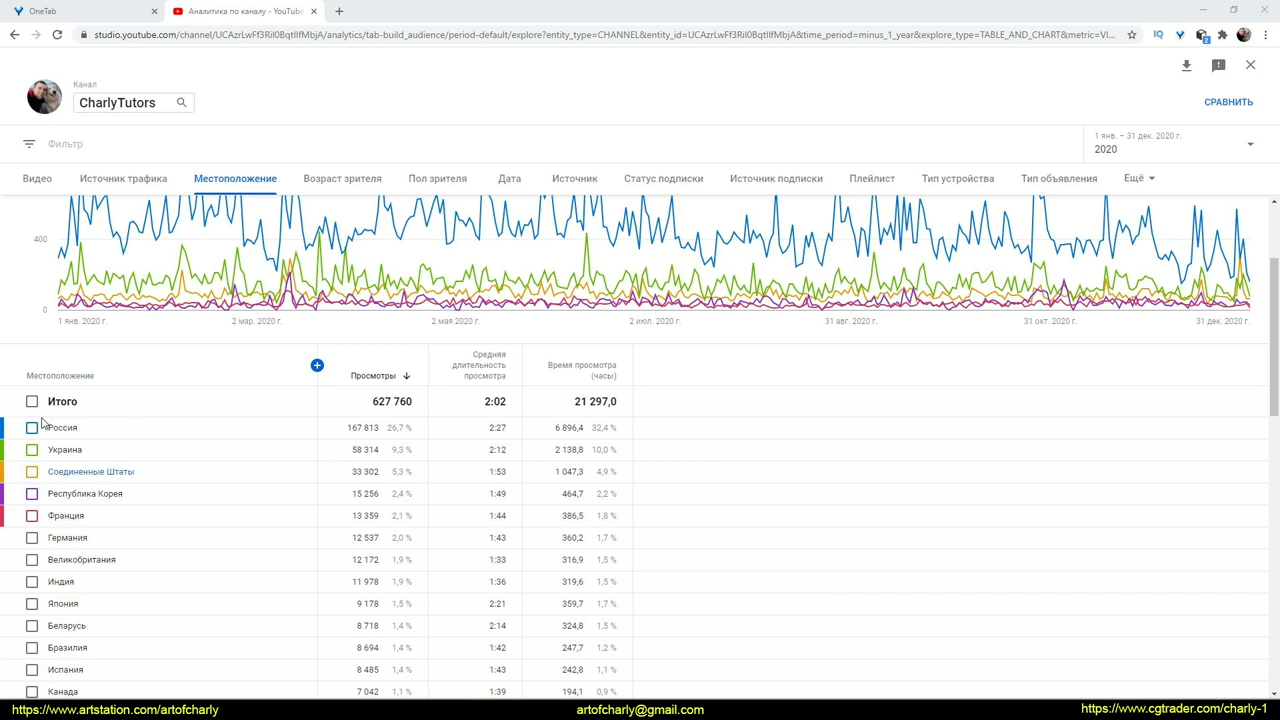 OneTab
Аналитика по каналу - YouTube
studio.youtube.com/channel/UCAzrLwFf3Ril0BqtlIfMbjA/analytics/tab-build_audience/period-default/explore?entity_type=CHANNEL&entity_id=UCAzrLwFf3Ril0BqtlIfMbjA&time_period=minus_1_year&explore_type=TABLE_AND_CHART&metric=VI...
IQ
2
Канал
CharlyTutors
СРАВНИТЬ
Фильтр
1 янв. – 31 дек. 2020 г.
2020
Видео Источник трафика Местоположение Возраст зрителя Пол зрителя Дата Источник Статус подписки Источник подписки Плейлист Тип устройства Тип объявления Ещё
400
0
1 янв. 2020 г. 2 мар. 2020 г. 2 мая.2020 г. 2 июл. 2020 г. 31 авг. 2020 г. 31 окт. 2020 г. 31 дек. 2020 г.
Местоположение Просмотры Средняя длительность просмотра Время просмотра (часы)
Итого 627 760 2:02 21 297,0
Россия 167 813 26,7 % 2:27 6 896,4 32,4 %
Украина 58 314 9,3 % 2:12 2 138,8 10,0 %
Соединенные Штаты 33 302 5,3 % 1:53 1 047,3 4,9 %
Республика Корея 15 256 2,4 % 1:49 464,7 2,2 %
Франция 13 359 2,1 % 1:44 386,5 1,8 %
Германия 12 537 2,0 % 1:43 360,2 1,7 %
Великобритания 12 172 1,9 % 1:33 316,9 1,5 %
Индия 11 978 1,9 % 1:36 319,6 1,5 %
Япония 9 178 1,5 % 2:21 359,7 1,7 %
Беларусь 8 718 1,4 % 2:14 324,8 1,5 %
Бразилия 8 694 1,4 % 1:42 247,7 1,2 %
Испания 8 485 1,4 % 1:43 242,8 1,1 %
Канада 7 042 1,1 % 1:39 194,1 0,9 %
https://www.artstation.com/artofcharly artofcharly@gmail.com https://www.cgtrader.com/charly-1